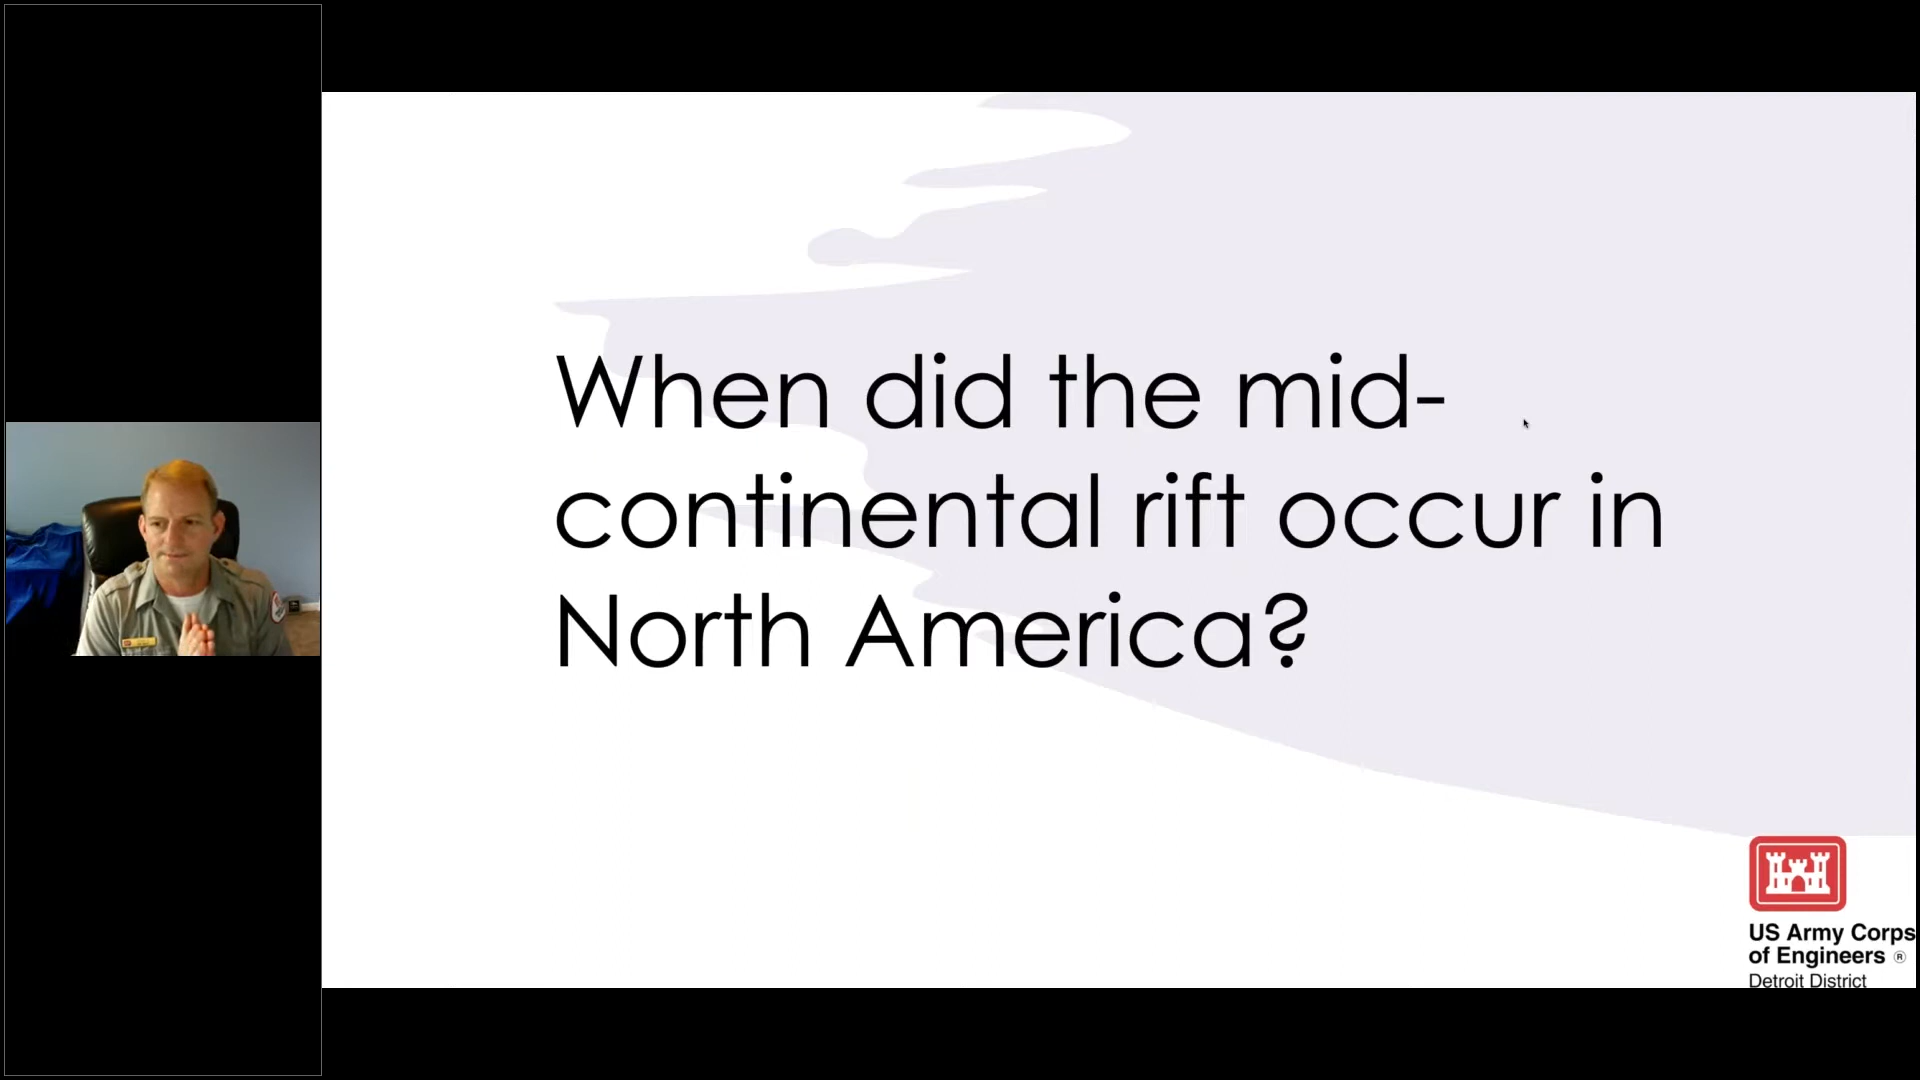 When did the mid-
continental rift occur in
North America?
US Army Corps
of Engineers ®
Detroit District